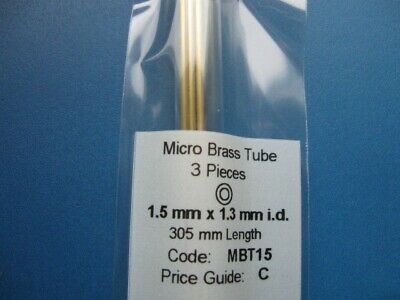 Micro Brass Tube
3 Pieces
1.5 mm x 1.3 mm i.d.
305 mm Length
Code: MBT15
Price Guide: C